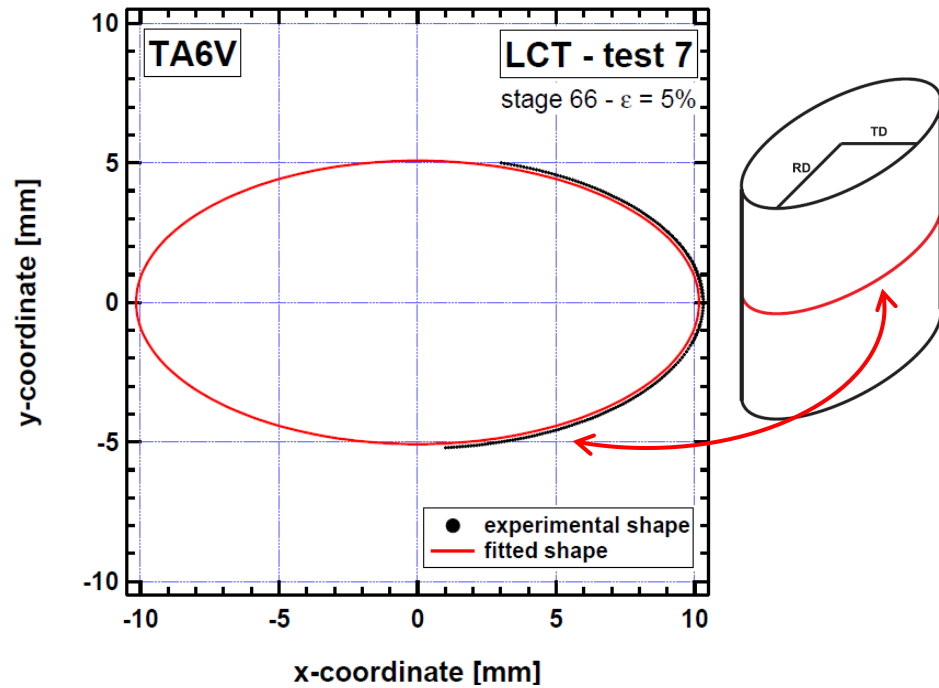 TA6V
LCT - test 7
stage 66 - ε = 5%
10
5
0
-5
-10
y-coordinate [mm]
-10
-5
0
5
10
x-coordinate [mm]
experimental shape
fitted shape
TD
RD